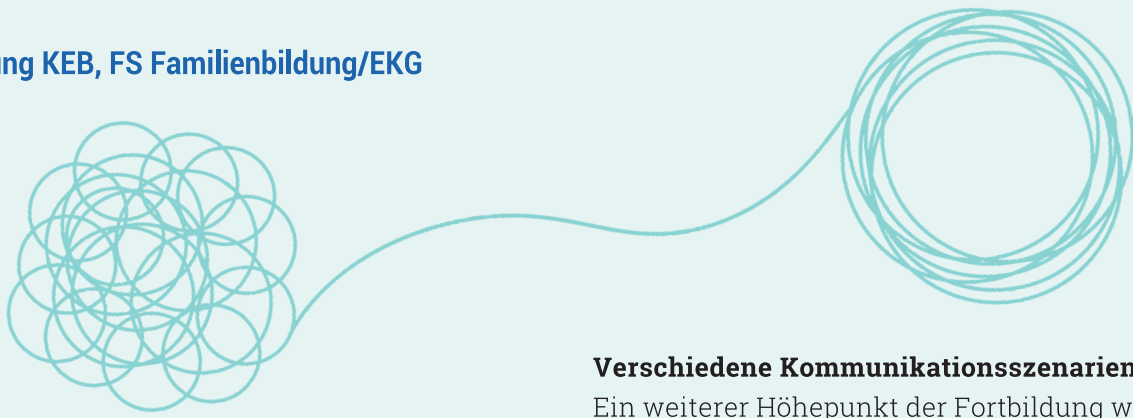 ung KEB, FS Familienbildung/EKG
Verschiedene Kommunikationsszenarien
Ein weiterer Höhepunkt der Fortbildung w